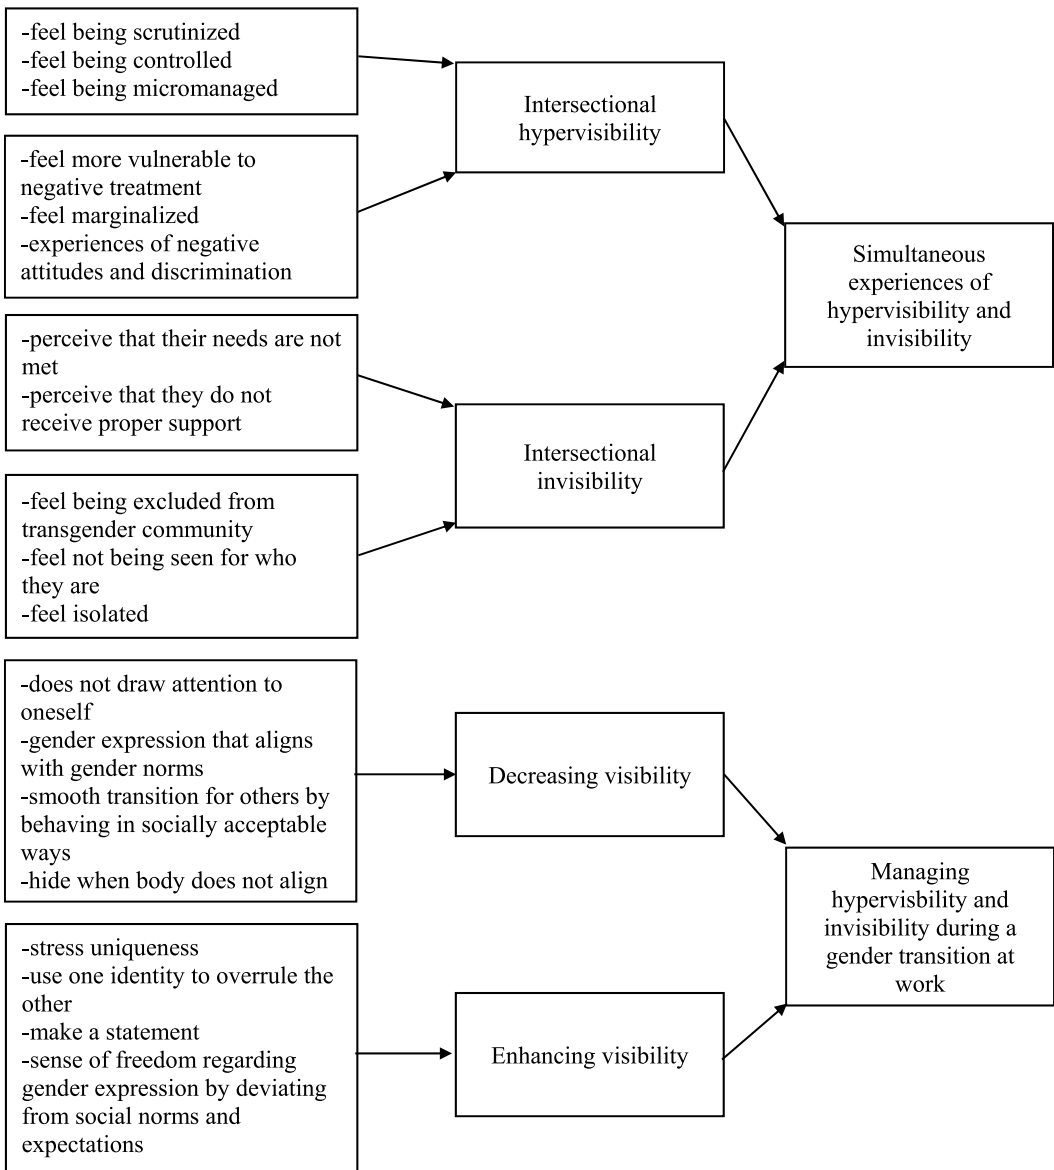 -feel being scrutinized
-feel being controlled
-feel being micromanaged
Intersectional
hypervisibility
-feel more vulnerable to
negative treatment
-feel marginalized
-experiences of negative
attitudes and discrimination
Simultaneous
experiences of
hypervisibility and
invisibility
-perceive that their needs are not
met
-perceive that they do not
receive proper support
Intersectional
invisibility
-feel being excluded from
transgender community
-feel not being seen for who
they are
-feel isolated
-does not draw attention to
oneself
-gender expression that aligns
with gender norms
-smooth transition for others by
behaving in socially acceptable
ways
-hide when body does not align
Decreasing visibility
Managing
hypervisbility and
invisibility during a
gender transition at
work
-stress uniqueness
-use one identity to overrule the
other
-make a statement
-sense of freedom regarding
gender expression by deviating
from social norms and
expectations
Enhancing visibility